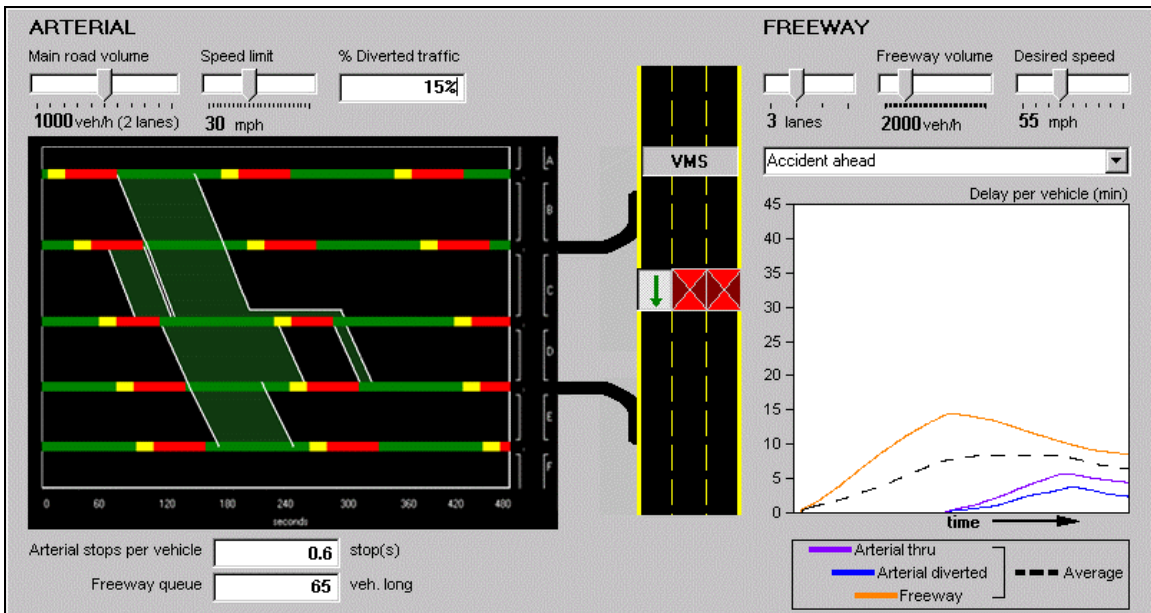 ARTERIAL
Main road volume
Speed limit
% Diverted traffic
15%
1000 veh/h (2 lanes)
30 mph
FREEWAY
Freeway volume
Desired speed
3 lanes
2000 veh/h
55 mph
VMS
Accident ahead
A
B
C
D
E
F
0 60 120 180 240 300 360 420 480
seconds
Delay per vehicle (min)
45
40
35
30
25
20
15
10
5
0
time
Arterial stops per vehicle 0.6 stop(s)
Freeway queue 65 veh. long
Arterial thru
Arterial diverted
Average
Freeway